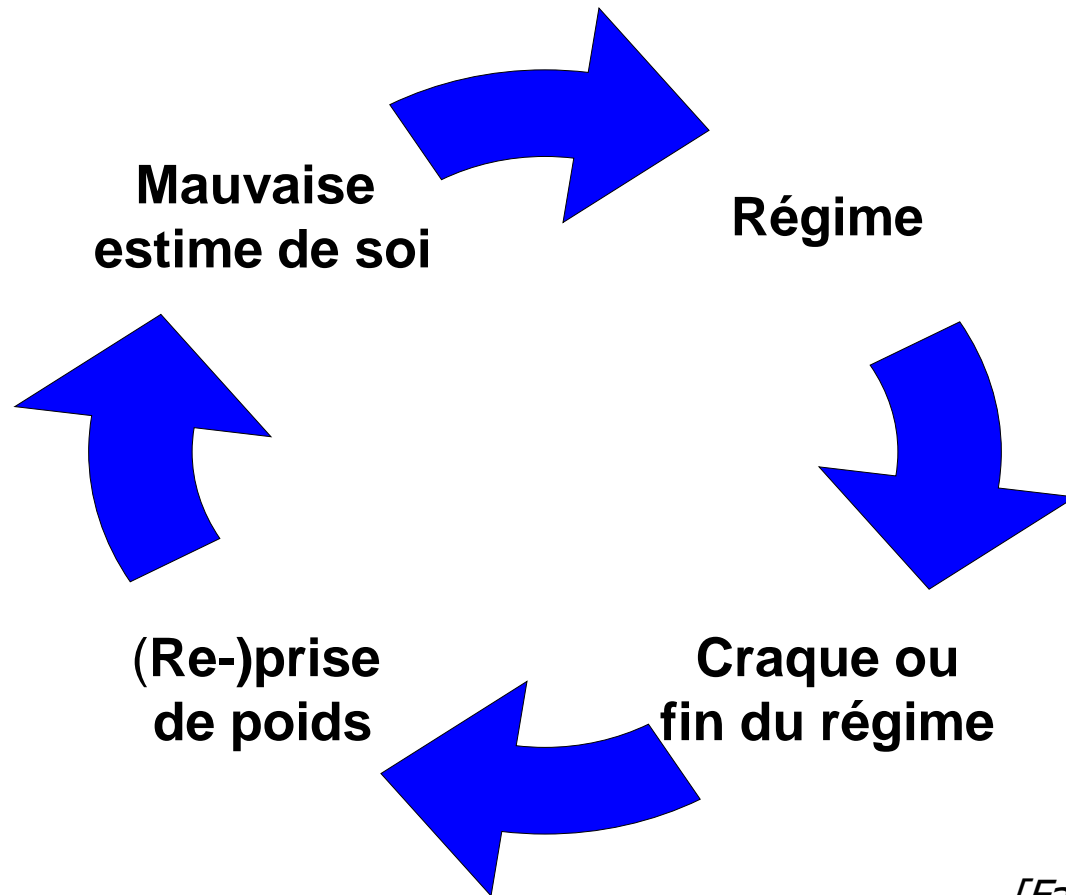 Mauvaise
estime de soi
Régime
Craque ou
fin du régime
(Re-)prise
de poids